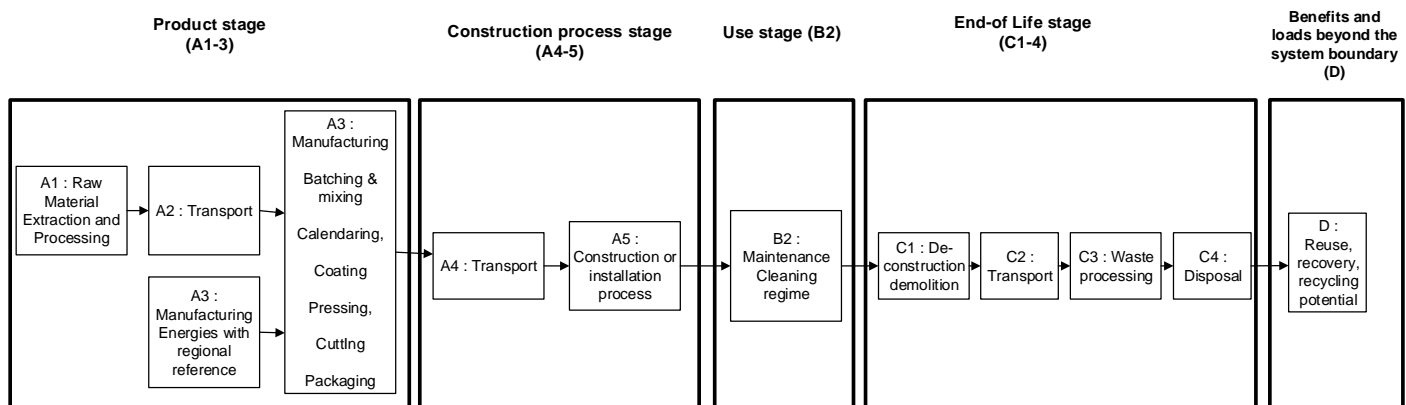 Product stage
(A1-3)
Construction process stage
(A4-5)
Use stage (B2)
End-of Life stage
(C1-4)
Benefits and
loads beyond the
system boundary
(D)
A1 : Raw
Material
Extraction and
Processing
A2 : Transport
A3 :
Manufacturing
Energies with
regional
reference
A3 :
Manufacturing
Batching &
mixing
Calendaring,
Coating
Pressing,
CuttIng
Packaging
A4 : Transport
A5 :
Construction or
installation
process
B2 :
Maintenance
Cleaning
regime
C1 : De-
construction
demolition
C2 :
Transport
C3 : Waste
processing
C4 :
Disposal
D :
Reuse,
recovery,
recycling
potential